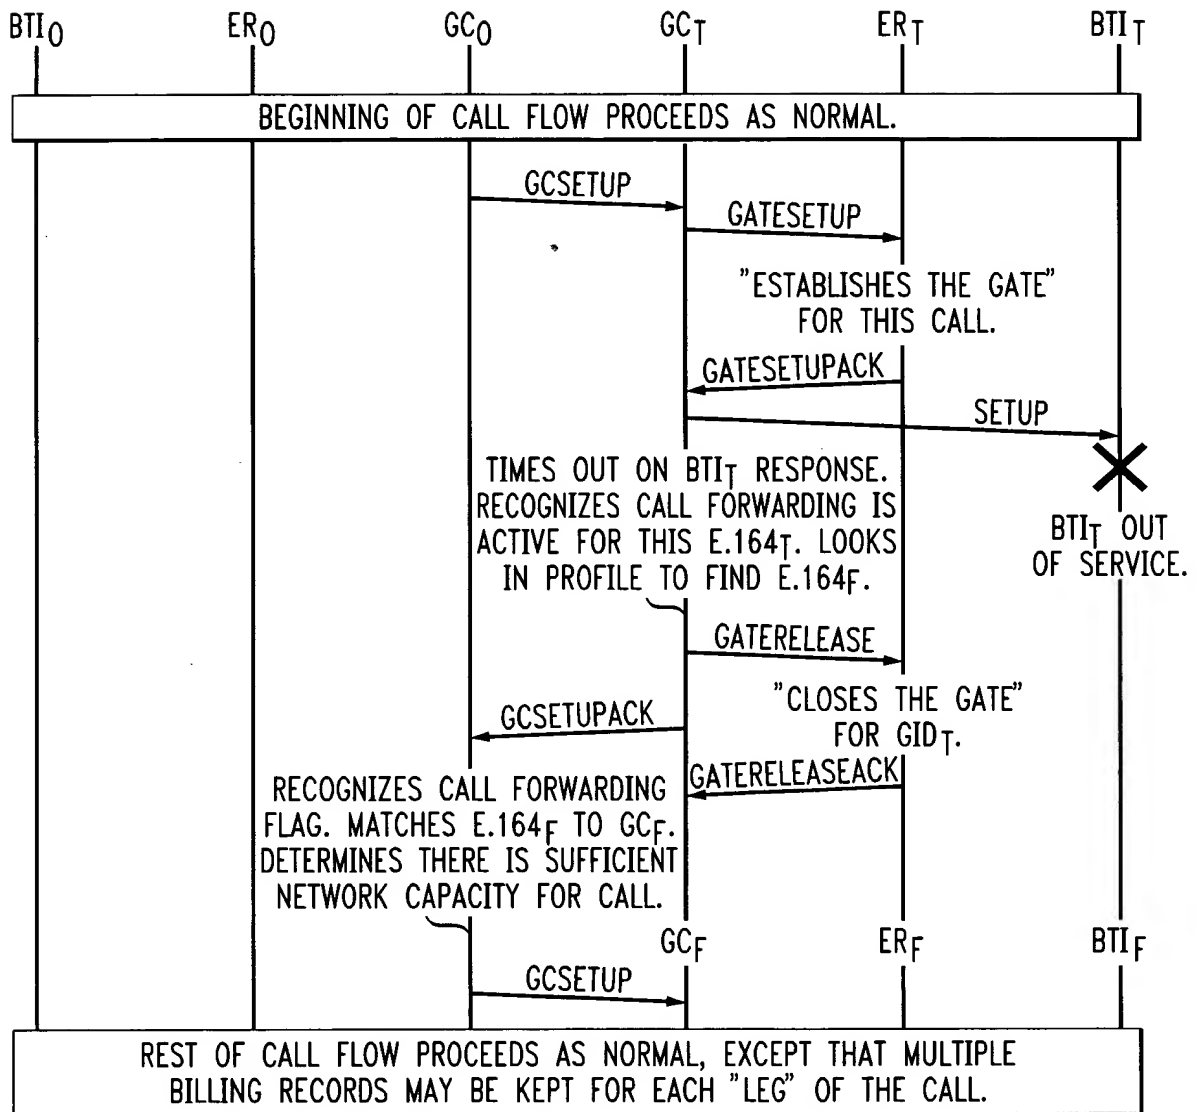 BTIO ERO GCO GCT ERT BTIT
BEGINNING OF CALL FLOW PROCEEDS AS NORMAL.
GCSETUP
GATESETUP
"ESTABLISHES THE GATE"
FOR THIS CALL.
GATESETUPACK
SETUP
TIMES OUT ON BTIT RESPONSE.
RECOGNIZES CALL FORWARDING IS
ACTIVE FOR THIS E.164T. LOOKS
IN PROFILE TO FIND E.164F.
BTIT OUT
OF SERVICE.
GATERELEASE
"CLOSES THE GATE"
FOR GIDT.
GCSETUPACK
GATERELEASEACK
RECOGNIZES CALL FORWARDING
FLAG. MATCHES E.164F TO GCF.
DETERMINES THERE IS SUFFICIENT
NETWORK CAPACITY FOR CALL.
GCF ERF BTIF
GCSETUP
REST OF CALL FLOW PROCEEDS AS NORMAL, EXCEPT THAT MULTIPLE
BILLING RECORDS MAY BE KEPT FOR EACH "LEG" OF THE CALL.